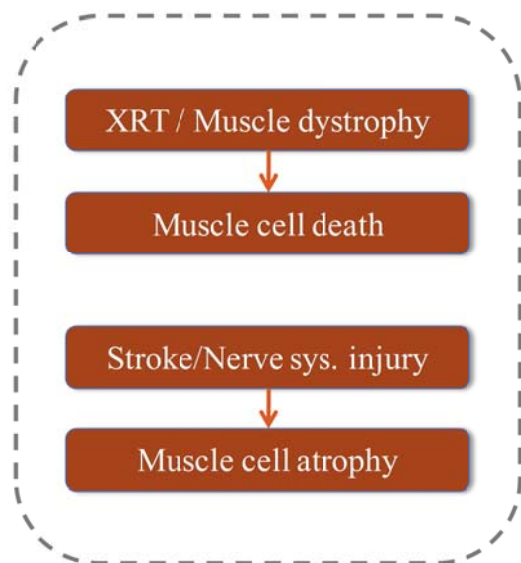 XRT / Muscle dystrophy
Muscle cell death
Stroke/Nerve sys. injury
Muscle cell atrophy